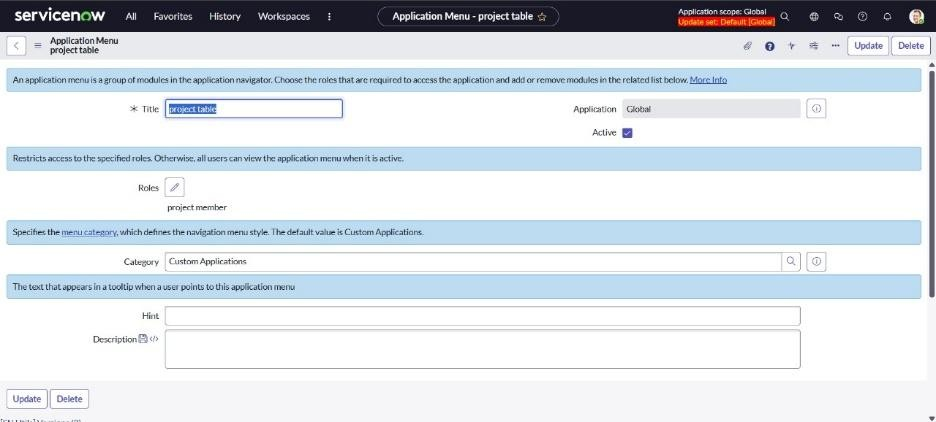 servicenow All Favorites History Workspaces Application Menu - project table Application scope: Global
Update set: Default [Global]
Application Menu
project table Update Delete
An application menu is a group of modules in the application navigator. Choose the roles that are required to access the application and add or remove modules in the related list below. More Info
* Title project table Application Global
Active
Restricts access to the specified roles. Otherwise, all users can view the application menu when it is active.
Roles
project member
Specifies the menu category, which defines the navigation menu style. The default value is Custom Applications.
Category Custom Applications
The text that appears in a tooltip when a user points to this application menu
Hint
Description
Update Delete